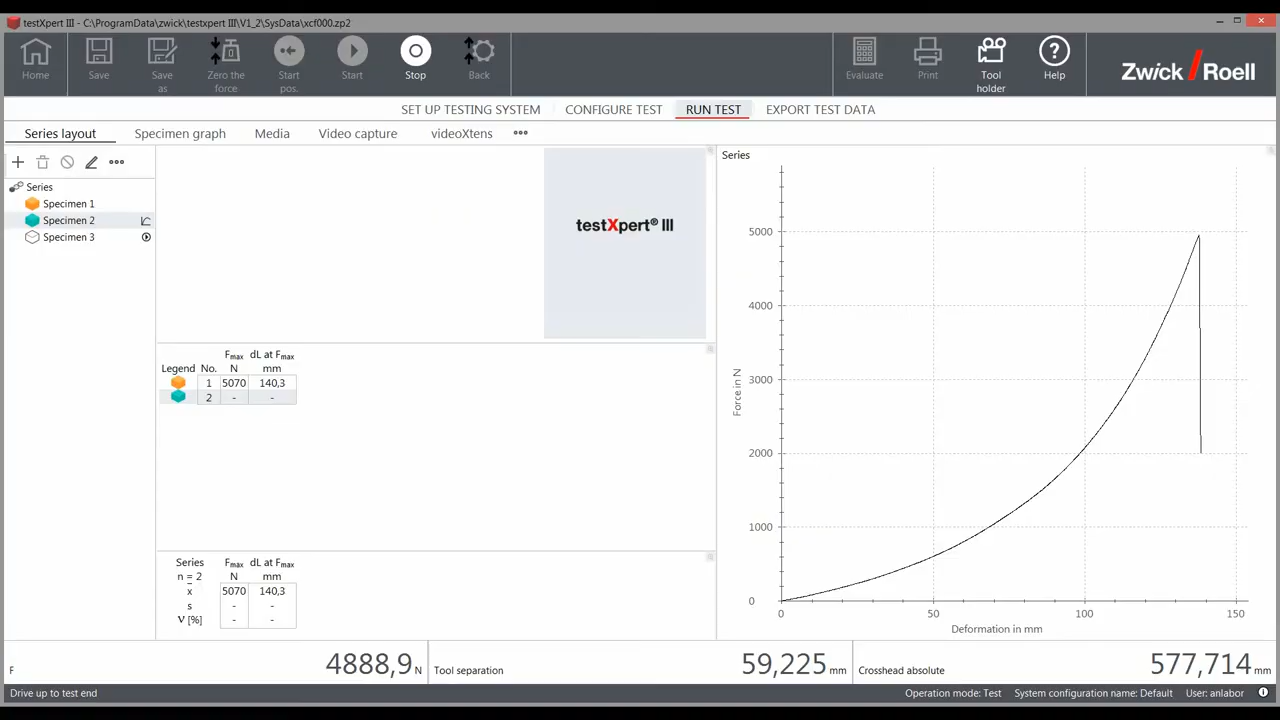 testXpert III - C:\ProgramData\zwick\testxpert III\V1_2\SysData\xcf000.zp2
Home
Save
Save as
Zero the force
Start pos.
Start
Stop
Back
Evaluate
Print
Tool holder
Help
Zwick / Roell
SET UP TESTING SYSTEM
CONFIGURE TEST
RUN TEST
EXPORT TEST DATA
Series layout
Specimen graph
Media
Video capture
videoXtens
Series
Specimen 1
Specimen 2
Specimen 3
testXpert® III
Fmax dL at Fmax
Legend No. N mm
1 5070 140,3
2 - -
Series Fmax dL at Fmax
n = 2 N mm
x̄ 5070 140,3
s - -
ν [%] - -
Series
5000
4000
3000
2000
1000
0
Force in N
0 50 100 150
Deformation in mm
F 4888,9 N
Tool separation 59,225 mm
Crosshead absolute 577,714 mm
Drive up to test end
Operation mode: Test System configuration name: Default User: anlabor